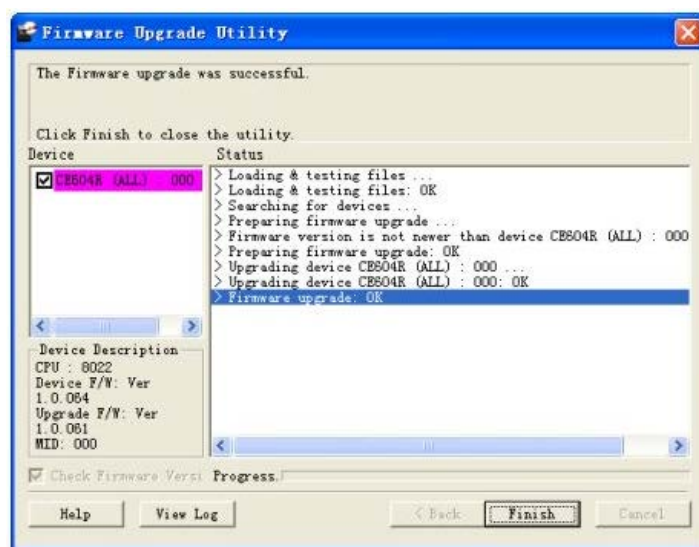 Firmware Upgrade Utility
The Firmware upgrade was successful.
Click Finish to close the utility.
Device
Status
CE604R (ALL) : 000
> Loading & testing files ...
> Loading & testing files: OK
> Searching for devices ...
> Preparing firmware upgrade ...
> Firmware version is not newer than device CE604R (ALL) : 000
> Preparing firmware upgrade: OK
> Upgrading device CE604R (ALL) : 000 ...
> Upgrading device CE604R (ALL) : 000: OK
> Firmware upgrade: OK
Device Description
CPU : 8022
Device F/W: Ver
1.0.064
Upgrade F/W: Ver
1.0.061
MID: 000
Check Firmware Versi
Progress.
Help
View Log
< Back
Finish
Cancel